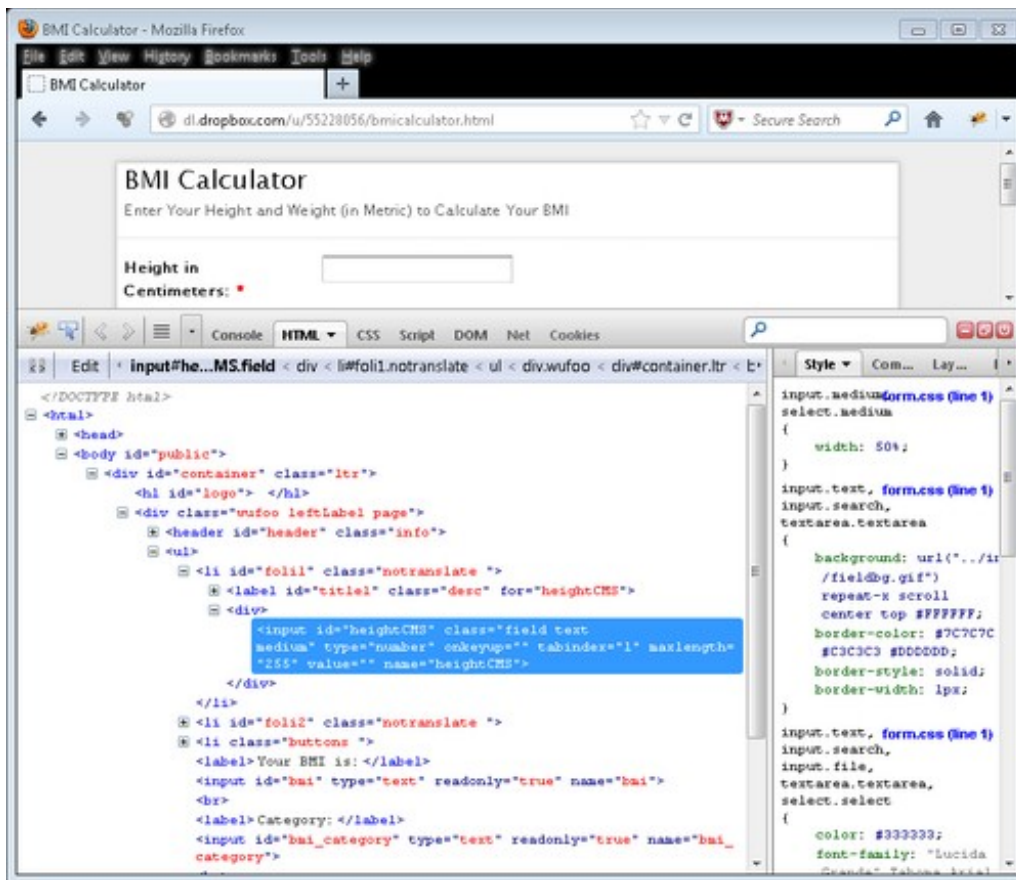 BMI Calculator - Mozilla Firefox
File Edit View History Bookmarks Tools Help
BMI Calculator +
dl.dropbox.com/u/55228056/bmicalculator.html Secure Search
BMI Calculator
Enter Your Height and Weight (in Metric) to Calculate Your BMI
Height in
Centimeters: *
Console HTML CSS Script DOM Net Cookies
Edit input#he...MS.field < div < li#foli1.notranslate < ul < div.wufoo < div#container.ltr <
<!DOCTYPE html>
<html>
<head>
<body id="public">
<div id="container" class="ltr">
<h1 id="logo"> </h1>
<div class="wufoo leftLabel page">
<header id="header" class="info">
<ul>
<li id="foli1" class="notranslate ">
<label id="title1" class="desc" for="heightCMS">
<div>
<input id="heightCMS" class="field text
medium" type="number" onkeyup="" tabindex="1" maxlength=
"255" value="" name="heightCMS">
</div>
</li>
<li id="foli2" class="notranslate ">
<li class="buttons ">
<label>Your BMI is:</label>
<input id="bmi" type="text" readonly="true" name="bmi">
<br>
<label>Category:</label>
<input id="bmi_category" type="text" readonly="true" name="bmi_
category">
Style Com... Lay...
input.medium, form.css (line 1)
select.medium
{
width: 50%;
}
input.text, form.css (line 1)
input.search,
textarea.textarea
{
background: url("../im
/fieldbg.gif")
repeat-x scroll
center top #FFFFFF;
border-color: #7C7C7C
#C3C3C3 #DDDDDD;
border-style: solid;
border-width: 1px;
}
input.text, form.css (line 1)
input.search,
input.file,
textarea.textarea,
select.select
{
color: #333333;
font-family: "Lucida
Grande" Tahoma Arial